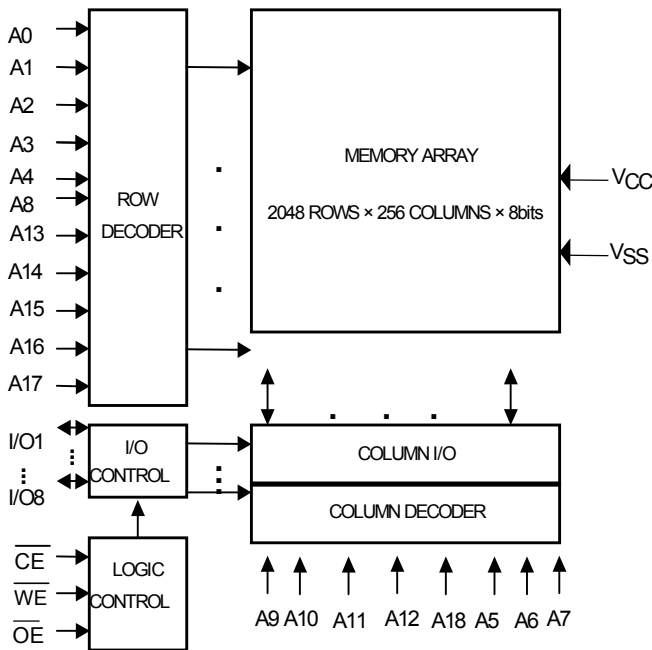 A0
A1
A2
A3
A4
A8
A13
A14
A15
A16
A17
ROW
DECODER
MEMORY ARRAY
2048 ROWS × 256 COLUMNS × 8bits
VCC
VSS
I/O1
I/O8
I/O
CONTROL
COLUMN I/O
COLUMN DECODER
CE
WE
OE
LOGIC
CONTROL
A9 A10 A11 A12 A18 A5 A6 A7